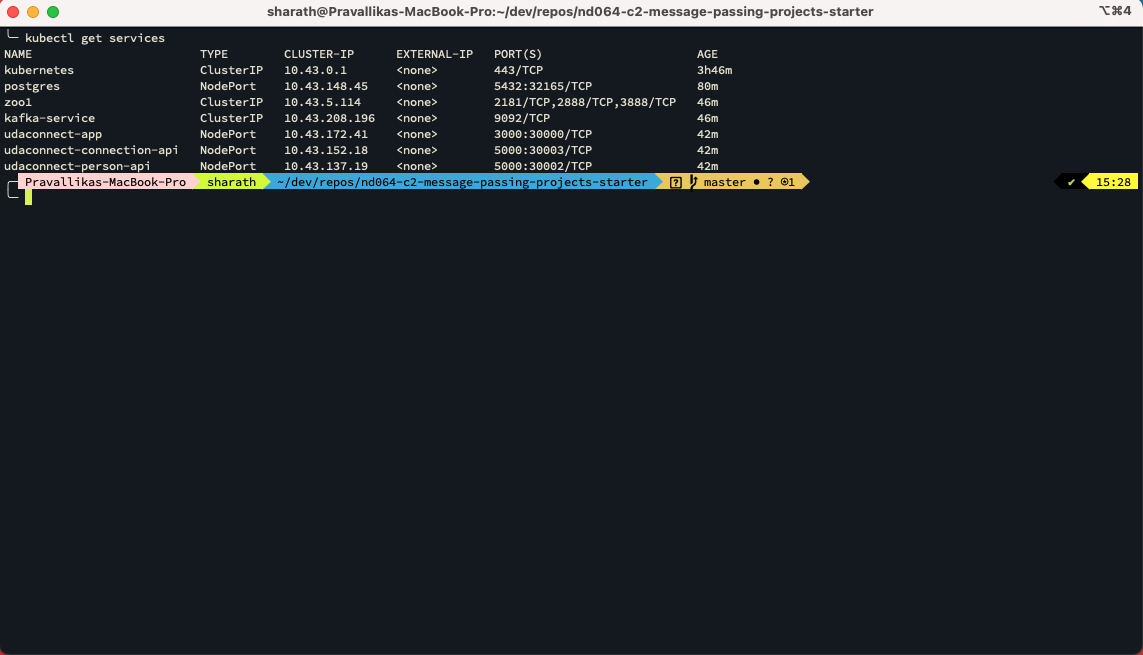 sharath@Pravallikas-MacBook-Pro:~/dev/repos/nd064-c2-message-passing-projects-starter ⌥⌘4
kubectl get services
NAME TYPE CLUSTER-IP EXTERNAL-IP PORT(S) AGE
kubernetes ClusterIP 10.43.0.1 <none> 443/TCP 3h46m
postgres NodePort 10.43.148.45 <none> 5432:32165/TCP 80m
zoo1 ClusterIP 10.43.5.114 <none> 2181/TCP,2888/TCP,3888/TCP 46m
kafka-service ClusterIP 10.43.208.196 <none> 9092/TCP 46m
udaconnect-app NodePort 10.43.172.41 <none> 3000:30000/TCP 42m
udaconnect-connection-api NodePort 10.43.152.18 <none> 5000:30003/TCP 42m
udaconnect-person-api NodePort 10.43.137.19 <none> 5000:30002/TCP 42m
Pravallikas-MacBook-Pro sharath ~/dev/repos/nd064-c2-message-passing-projects-starter master ● ? ⊙1 ✔ 15:28